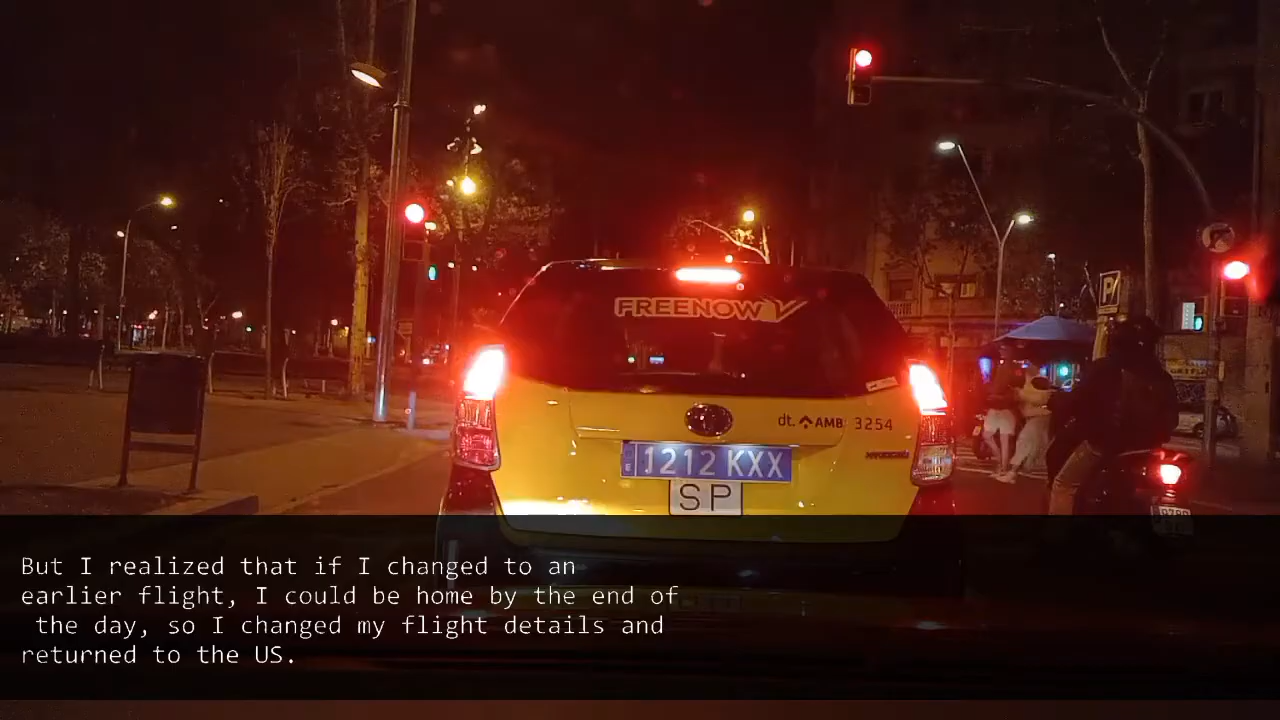 FREENOW
dt. AMB 3254
1212 KXX
SP
P
But I realized that if I changed to an
earlier flight, I could be home by the end of
the day, so I changed my flight details and
returned to the US.